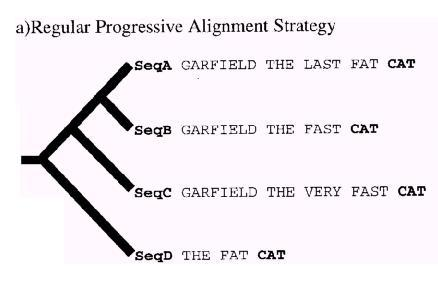 a)Regular Progressive Alignment Strategy
SeqA GARFIELD THE LAST FAT CAT
SeqB GARFIELD THE FAST CAT
SeqC GARFIELD THE VERY FAST CAT
SeqD THE FAT CAT